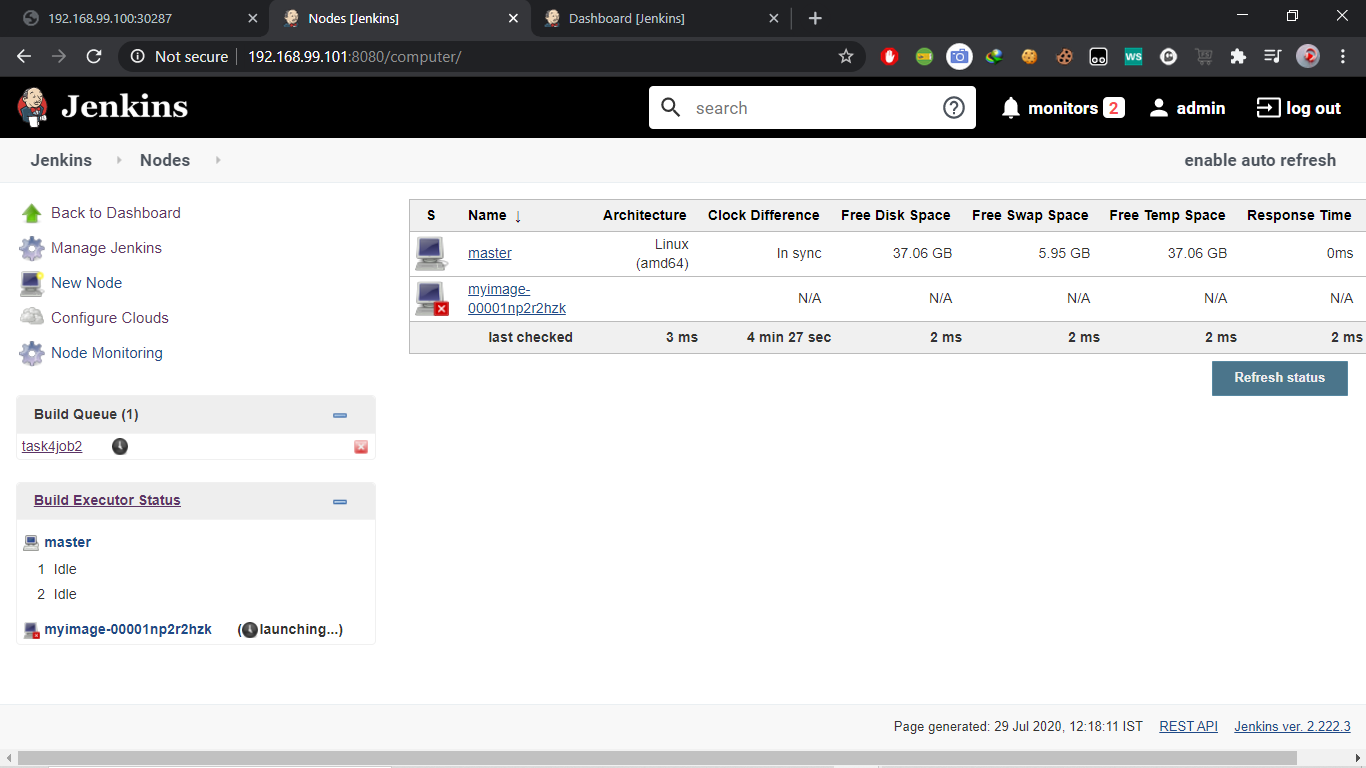 192.168.99.100:30287
Nodes [Jenkins]
Dashboard [Jenkins]
Not secure
192.168.99.101:8080/computer/
WS
Jenkins
search
monitors 2
admin
log out
Jenkins
Nodes
enable auto refresh
Back to Dashboard
Manage Jenkins
New Node
Configure Clouds
Node Monitoring
Build Queue (1)
task4job2
Build Executor Status
master
1 Idle
2 Idle
myimage-00001np2r2hzk (launching...)
S Name ↓ Architecture Clock Difference Free Disk Space Free Swap Space Free Temp Space Response Time
master Linux (amd64) In sync 37.06 GB 5.95 GB 37.06 GB 0ms
myimage-
00001np2r2hzk N/A N/A N/A N/A N/A
last checked 3 ms 4 min 27 sec 2 ms 2 ms 2 ms 2 ms
Refresh status
Page generated: 29 Jul 2020, 12:18:11 IST REST API Jenkins ver. 2.222.3